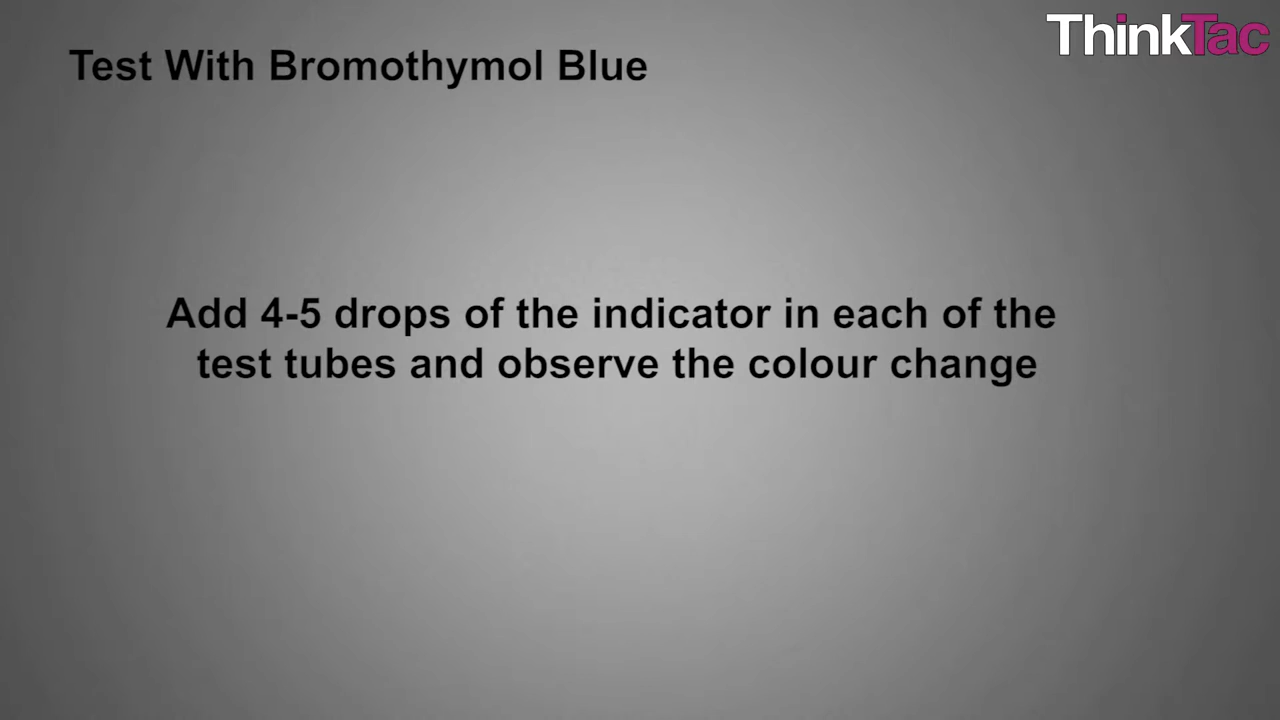 ThinkTac
Test With Bromothymol Blue
Add 4-5 drops of the indicator in each of the
test tubes and observe the colour change